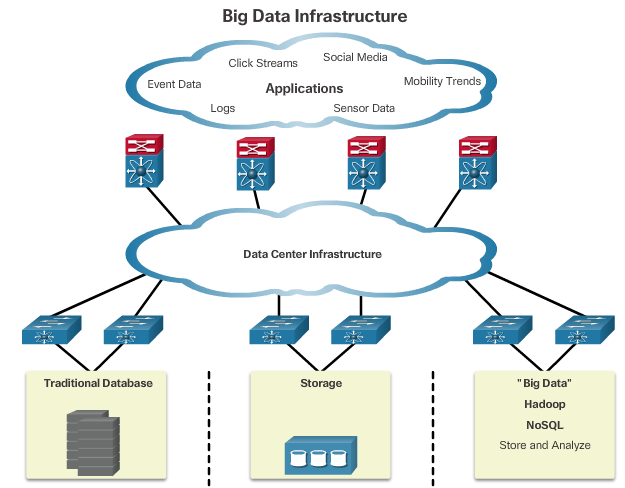 Big Data Infrastructure
Social Media
Click Streams
Mobility Trends
Event Data
Applications
Logs
Sensor Data
Data Center Infrastructure
Traditional Database
Storage
"Big Data"
Hadoop
NoSQL
Store and Analyze